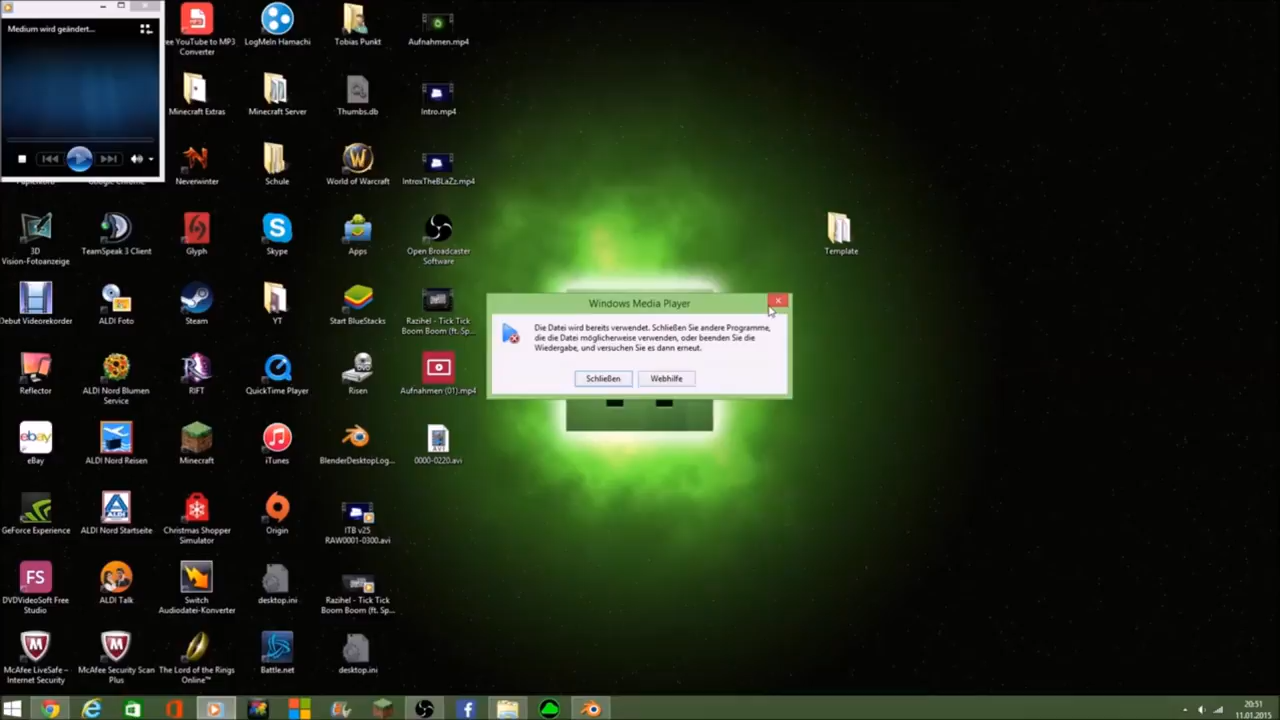 Medium wird geändert...
ree YouTube to MP3
Converter
LogMeIn Hamachi
Tobias Punkt
Aufnahmen.mp4
Minecraft Extras
Minecraft Server
Thumbs.db
Intro.mp4
Neverwinter
Schule
World of Warcraft
IntroxTheBLaZz.mp4
3D
Vision-Fotoanzeige
TeamSpeak 3 Client
Glyph
Skype
Apps
Open Broadcaster
Software
Template
Debut Videorekorder
ALDI Foto
Steam
YT
Start BlueStacks
Razihel - Tick Tick
Boom Boom (ft. Sp...
Windows Media Player
Die Datei wird bereits verwendet. Schließen Sie andere Programme,
die die Datei möglicherweise verwenden, oder beenden Sie die
Wiedergabe, und versuchen Sie es dann erneut.
Schließen
Webhilfe
Reflector
ALDI Nord Blumen
Service
RIFT
QuickTime Player
Risen
Aufnahmen (01).mp4
ebay
eBay
ALDI Nord Reisen
Minecraft
iTunes
BlenderDesktopLog...
AVI
0000-0220.avi
GeForce Experience
ALDI
ALDI Nord Startseite
Christmas Shopper
Simulator
Origin
ITB v25
RAW0001-0300.avi
FS
DVDVideoSoft Free
Studio
ALDI Talk
Switch
Audiodatei-Konverter
desktop.ini
Razihel - Tick Tick
Boom Boom (ft. Sp...
McAfee LiveSafe –
Internet Security
McAfee Security Scan
Plus
The Lord of the Rings
Online™
Battle.net
desktop.ini
20:51
11.01.2015